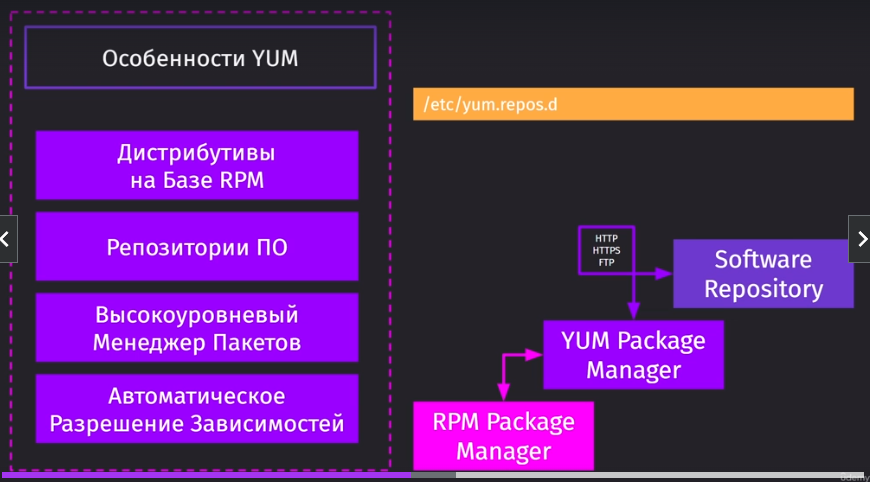 Особенности YUM
Дистрибутивы
на Базе RPM
Репозитории ПО
Высокоуровневый
Менеджер Пакетов
Автоматическое
Разрешение Зависимостей
/etc/yum.repos.d
HTTP
HTTPS
FTP
Software
Repository
YUM Package
Manager
RPM Package
Manager
ûdemy